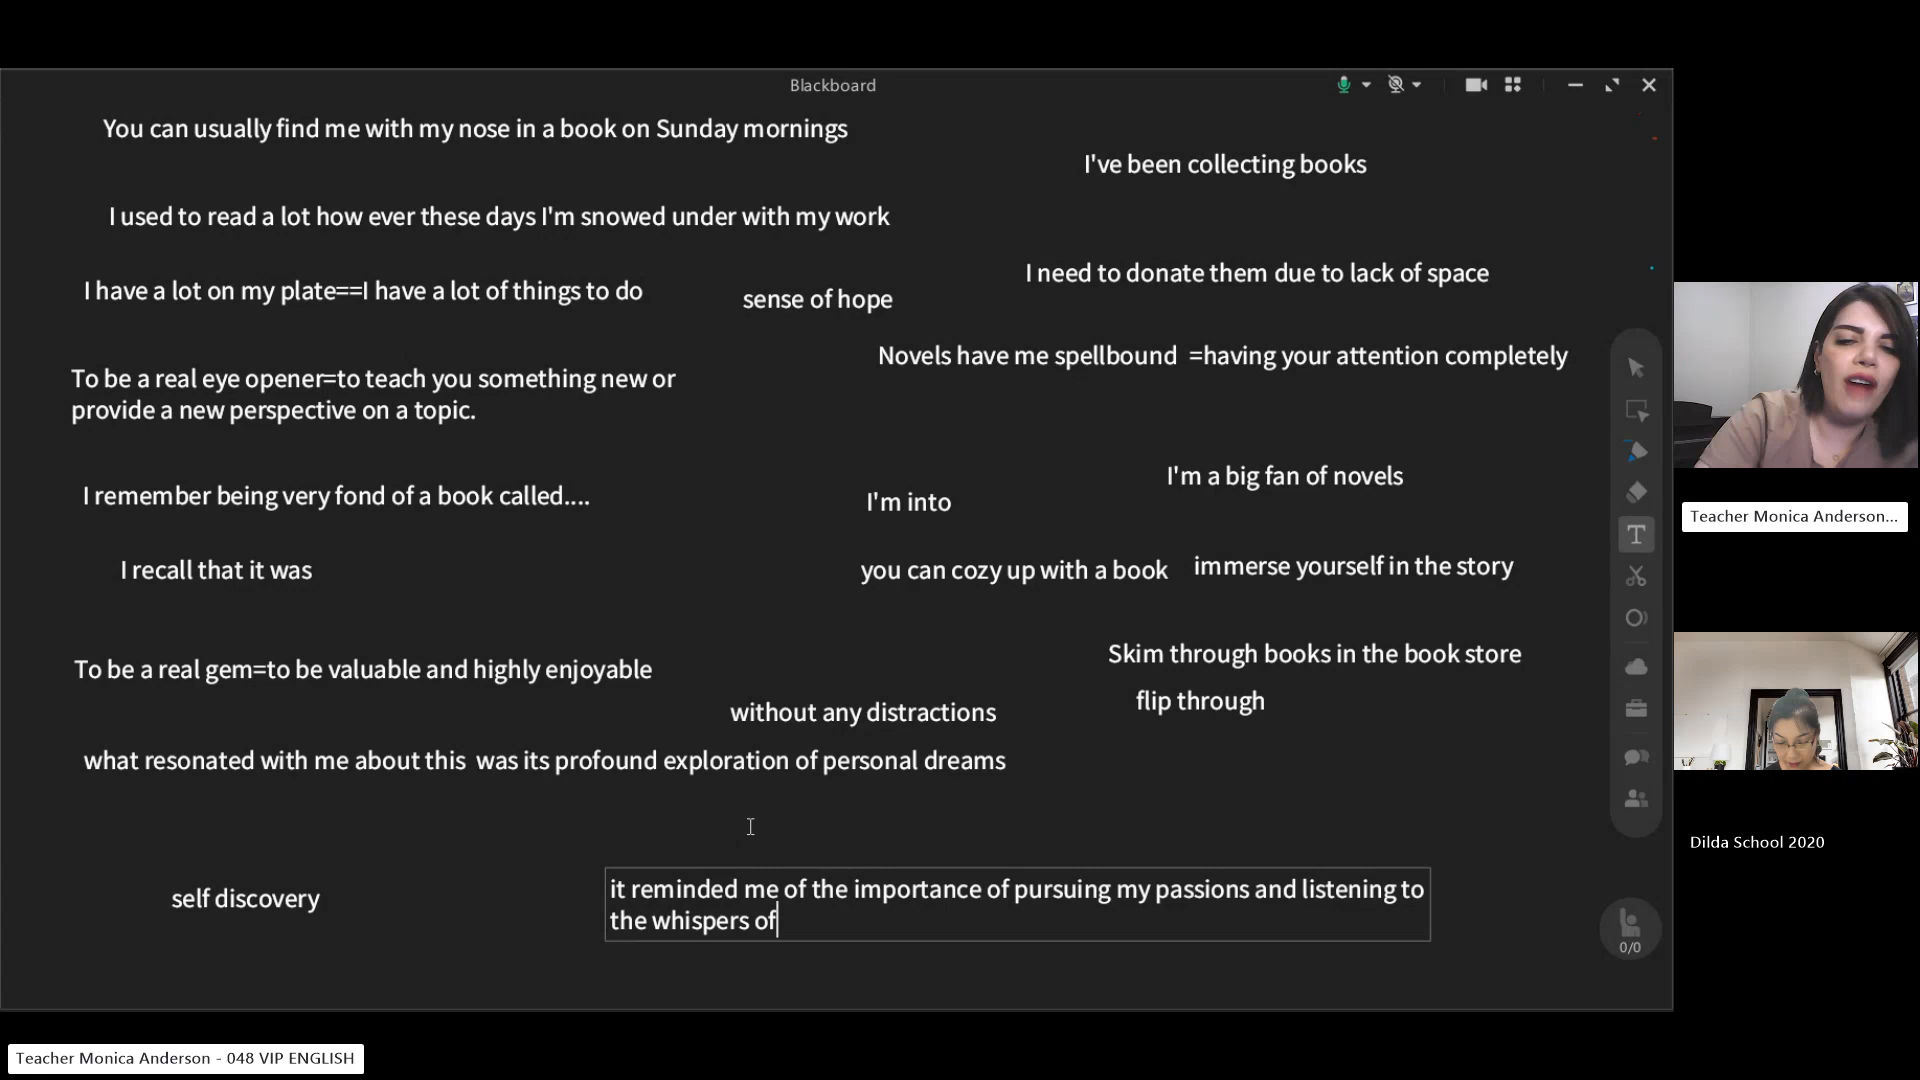 Blackboard
You can usually find me with my nose in a book on Sunday mornings
I've been collecting books
I used to read a lot how ever these days I'm snowed under with my work
I need to donate them due to lack of space
I have a lot on my plate==I have a lot of things to do
sense of hope
Novels have me spellbound =having your attention completely
To be a real eye opener=to teach you something new or
provide a new perspective on a topic.
I'm a big fan of novels
I remember being very fond of a book called....
I'm into
I recall that it was
you can cozy up with a book
immerse yourself in the story
Skim through books in the book store
To be a real gem=to be valuable and highly enjoyable
flip through
without any distractions
what resonated with me about this was its profound exploration of personal dreams
self discovery
it reminded me of the importance of pursuing my passions and listening to
the whispers of
0/0
Teacher Monica Anderson...
Dilda School 2020
Teacher Monica Anderson - 048 VIP ENGLISH